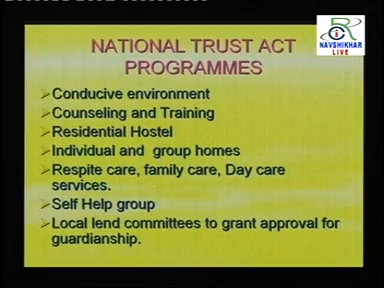 RCI
NAVSHIKHAR
LIVE
NATIONAL TRUST ACT
PROGRAMMES
Conducive environment
Counseling and Training
Residential Hostel
Individual and group homes
Respite care, family care, Day care
services.
Self Help group
Local lend committees to grant approval for
guardianship.